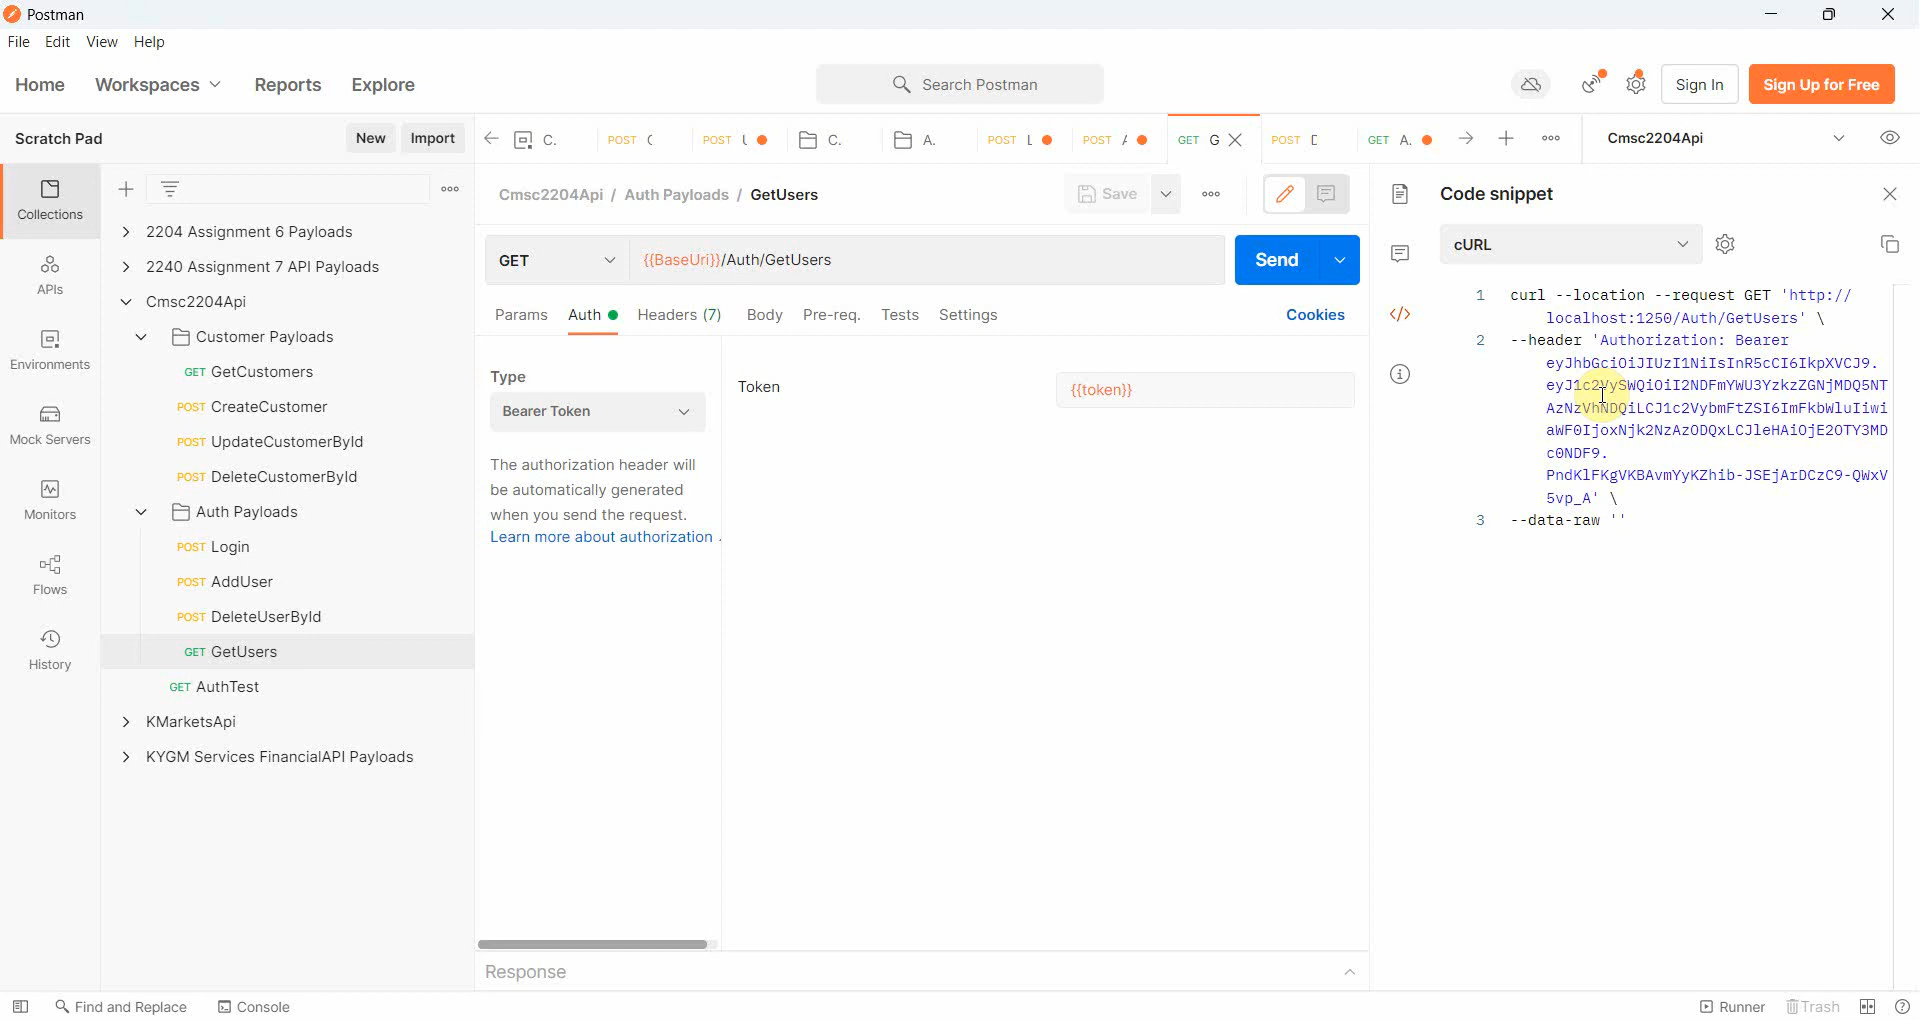 Postman
File Edit View Help
Home Workspaces Reports Explore
Search Postman
Sign In
Sign Up for Free
Scratch Pad
New
Import
C.
POST
POST
C.
A.
POST L
POST
GET G
POST
GET A.
Cmsc2204Api
Collections
APIs
Environments
Mock Servers
Monitors
Flows
History
2204 Assignment 6 Payloads
2240 Assignment 7 API Payloads
Cmsc2204Api
Customer Payloads
GET GetCustomers
POST CreateCustomer
POST UpdateCustomerById
POST DeleteCustomerById
Auth Payloads
POST Login
POST AddUser
POST DeleteUserById
GET GetUsers
GET AuthTest
KMarketsApi
KYGM Services FinancialAPI Payloads
Cmsc2204Api / Auth Payloads / GetUsers
Save
GET
{{BaseUri}}/Auth/GetUsers
Send
Params Auth Headers (7) Body Pre-req. Tests Settings
Cookies
Type
Bearer Token
The authorization header will
be automatically generated
when you send the request.
Learn more about authorization
Token
{{token}}
Response
Code snippet
cURL
1 curl --location --request GET 'http://
localhost:1250/Auth/GetUsers' \
2 --header 'Authorization: Bearer
eyJhbGciOiJIUzI1NiIsInR5cCI6IkpXVCJ9.
eyJ1c2VySWQiOiI2NDFmYWU3YzkzZGNjMDQ5NT
AzNzVhNDQiLCJ1c2VybmFtZSI6ImFkbWluIiwi
aWF0IjoxNjk2NzAzODQxLCJleHAiOjE2OTY3MD
c0NDF9.
PndKlFKgVKBAvmYyKZhib-JSEjArDCzC9-QWxV
5vp_A' \
3 --data-raw ''
Find and Replace
Console
Runner
Trash